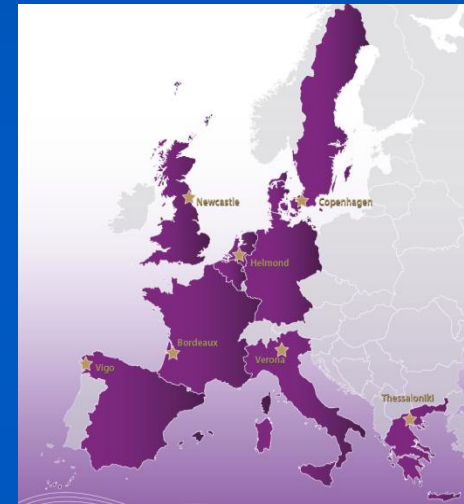 Newcastle
Copenhagen
Helmond
Bordeaux
Verona
Vigo
Thessaloniki